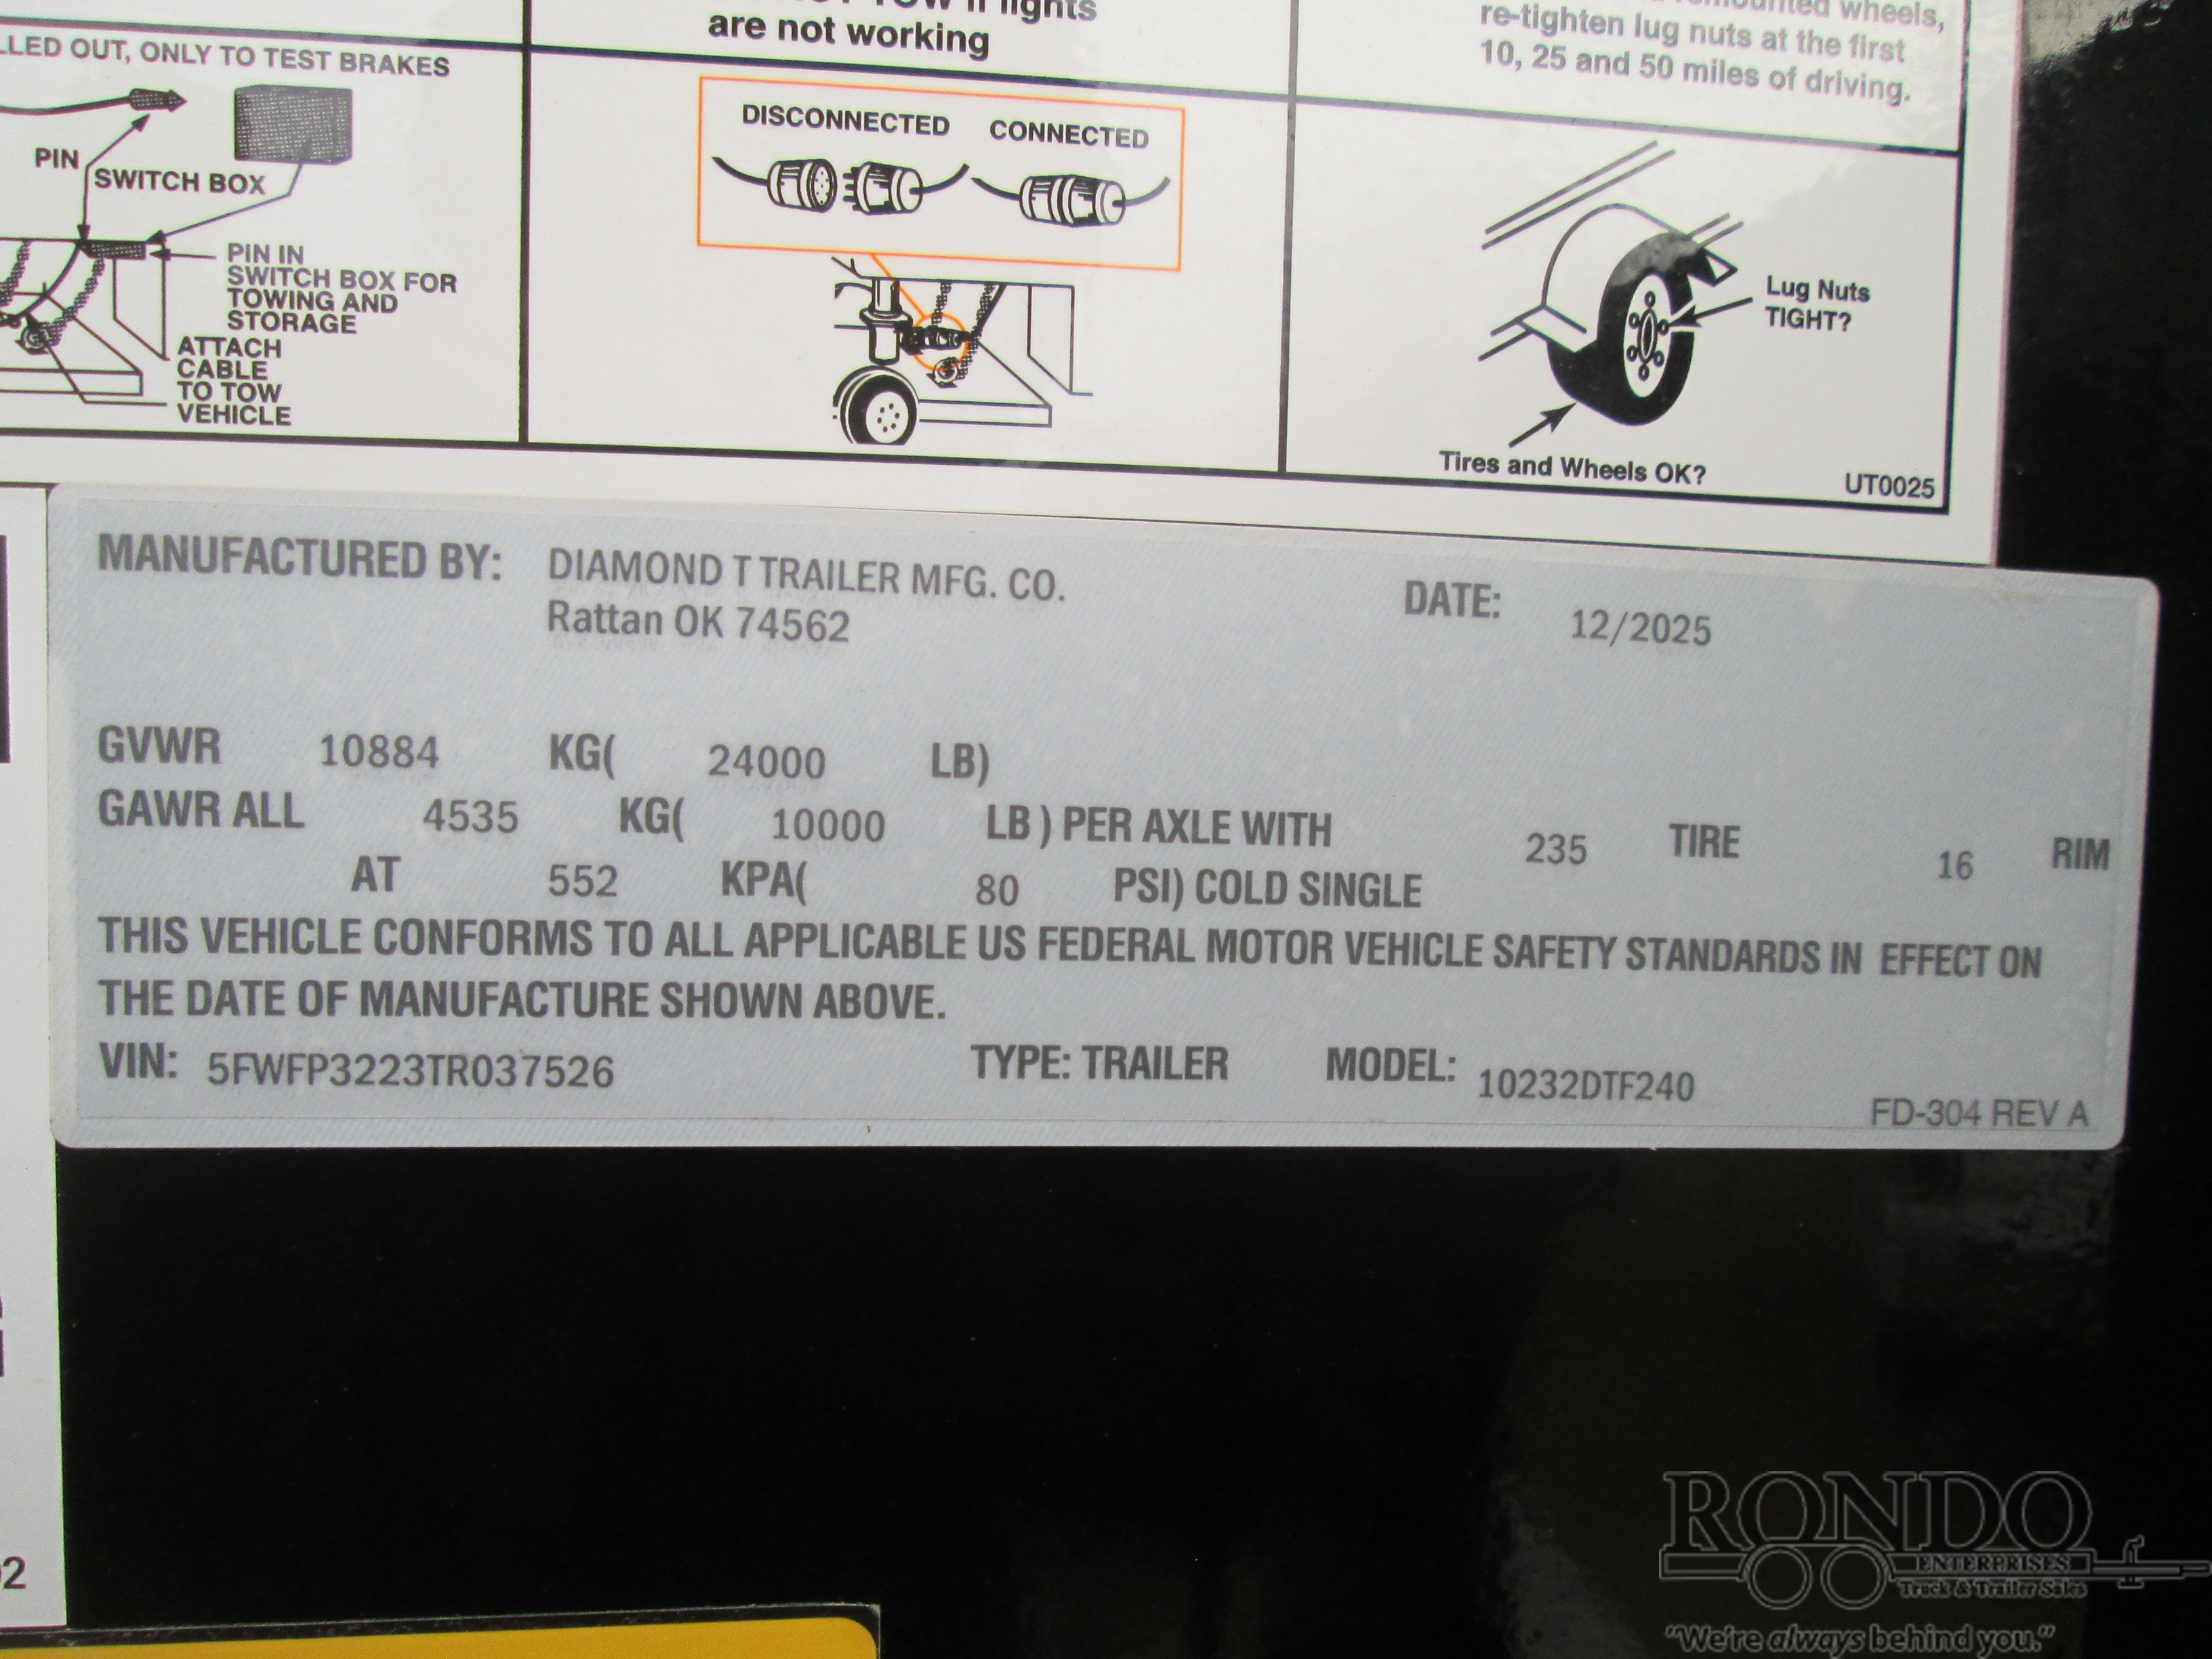 are not working
re-tighten lug nuts at the first
10, 25 and 50 miles of driving.
OUT, ONLY TO TEST BRAKES
PIN
SWITCH BOX
PIN IN
SWITCH BOX FOR
TOWING AND
STORAGE
ATTACH
CABLE
TO TOW
VEHICLE
DISCONNECTED CONNECTED
Lug Nuts
TIGHT?
Tires and Wheels OK?
UT0025
MANUFACTURED BY: DIAMOND T TRAILER MFG. CO. DATE: 12/2025
Rattan OK 74562
GVWR 10884 KG( 24000 LB)
GAWR ALL 4535 KG( 10000 LB ) PER AXLE WITH 235 TIRE 16 RIM
AT 552 KPA( 80 PSI) COLD SINGLE
THIS VEHICLE CONFORMS TO ALL APPLICABLE US FEDERAL MOTOR VEHICLE SAFETY STANDARDS IN EFFECT ON
THE DATE OF MANUFACTURE SHOWN ABOVE.
VIN: 5FWFP3223TR037526 TYPE: TRAILER MODEL: 10232DTF240
FD-304 REV A
RONDO
ENTERPRISES
Truck & Trailer Sales
"We're always behind you."